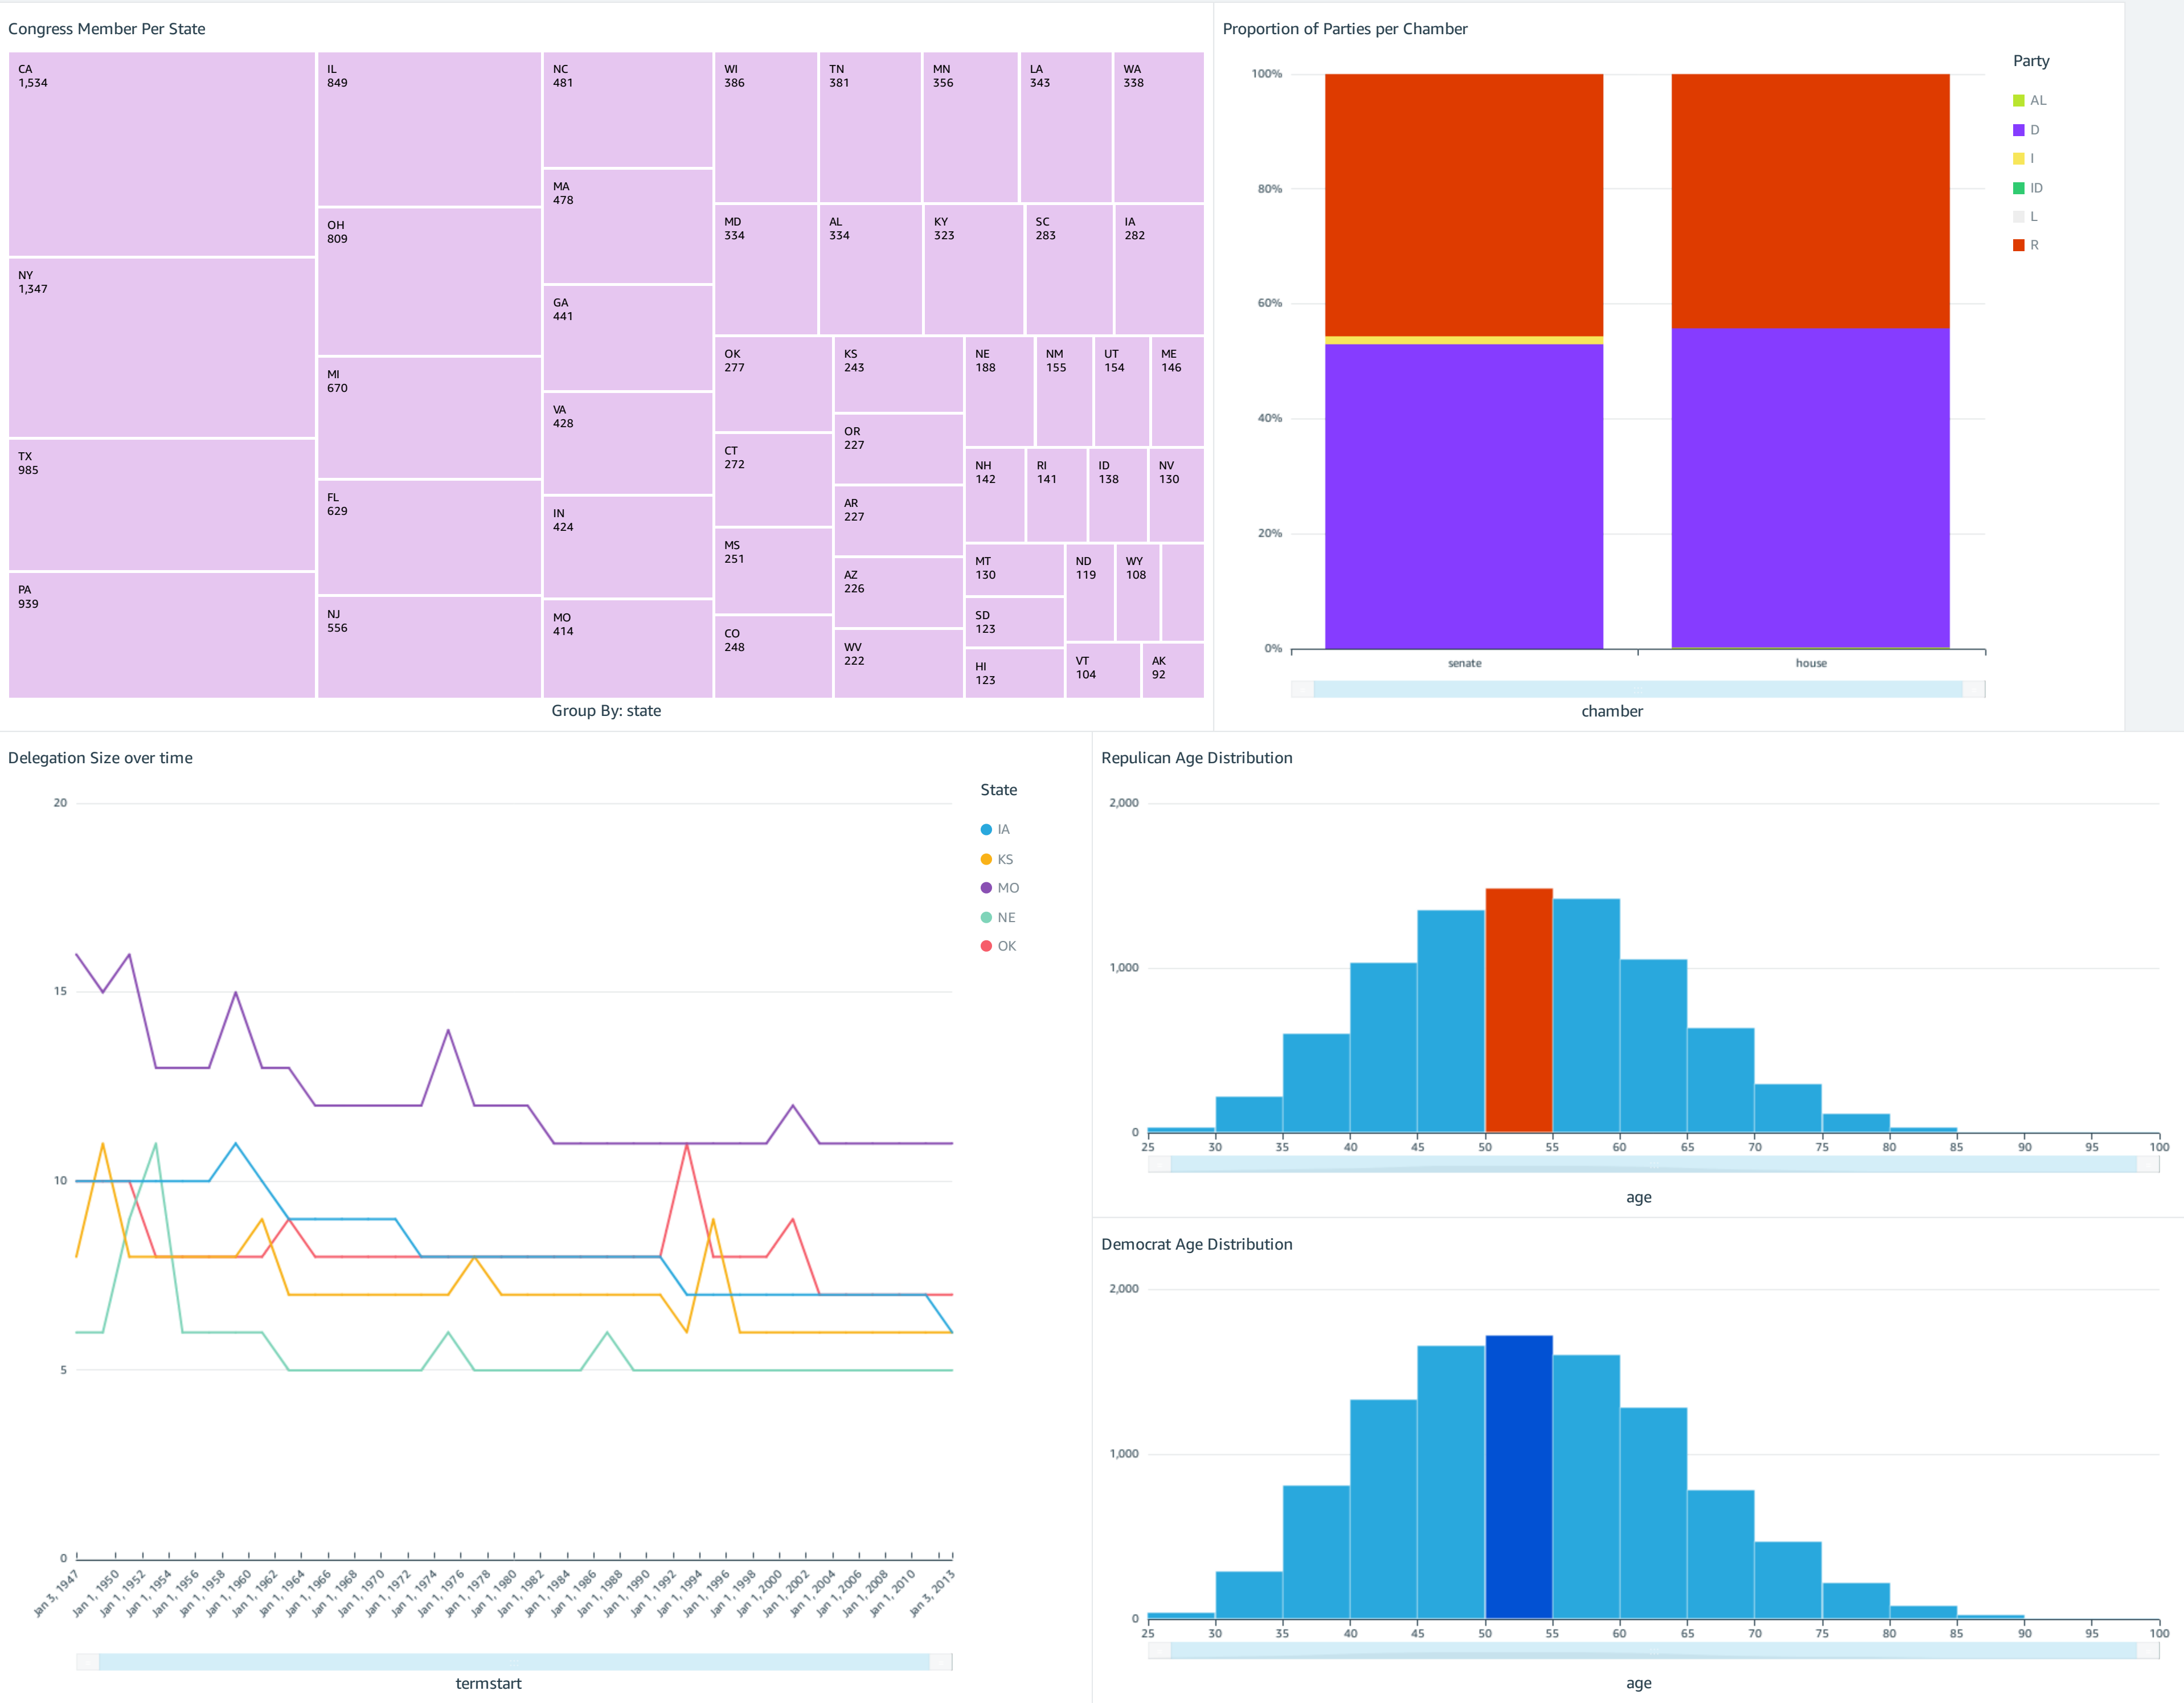 Congress Member Per State
CA
1,534
NY
1,347
TX
985
PA
939
IL
849
OH
809
MI
670
FL
629
NJ
556
NC
481
MA
478
GA
441
VA
428
IN
424
MO
414
WI
386
TN
381
MN
356
LA
343
WA
338
MD
334
AL
334
KY
323
SC
283
IA
282
OK
277
CT
272
MS
251
CO
248
KS
243
OR
227
AR
227
AZ
226
WV
222
NE
188
NM
155
UT
154
ME
146
NH
142
RI
141
ID
138
NV
130
MT
130
SD
123
HI
123
ND
119
WY
108
VT
104
AK
92
Group By: state
Proportion of Parties per Chamber
100%
80%
60%
40%
20%
0%
senate
house
chamber
Party
AL
D
I
ID
L
R
Delegation Size over time
20
15
10
5
0
Jan 3, 1947
Jan 1, 1950
Jan 1, 1952
Jan 1, 1954
Jan 1, 1956
Jan 1, 1958
Jan 1, 1960
Jan 1, 1962
Jan 1, 1964
Jan 1, 1966
Jan 1, 1968
Jan 1, 1970
Jan 1, 1972
Jan 1, 1974
Jan 1, 1976
Jan 1, 1978
Jan 1, 1980
Jan 1, 1982
Jan 1, 1984
Jan 1, 1986
Jan 1, 1988
Jan 1, 1990
Jan 1, 1992
Jan 1, 1994
Jan 1, 1996
Jan 1, 1998
Jan 1, 2000
Jan 1, 2002
Jan 1, 2004
Jan 1, 2006
Jan 1, 2008
Jan 1, 2010
Jan 3, 2013
termstart
State
IA
KS
MO
NE
OK
Repulican Age Distribution
2,000
1,000
0
25 30 35 40 45 50 55 60 65 70 75 80 85 90 95 100
age
Democrat Age Distribution
2,000
1,000
0
25 30 35 40 45 50 55 60 65 70 75 80 85 90 95 100
age